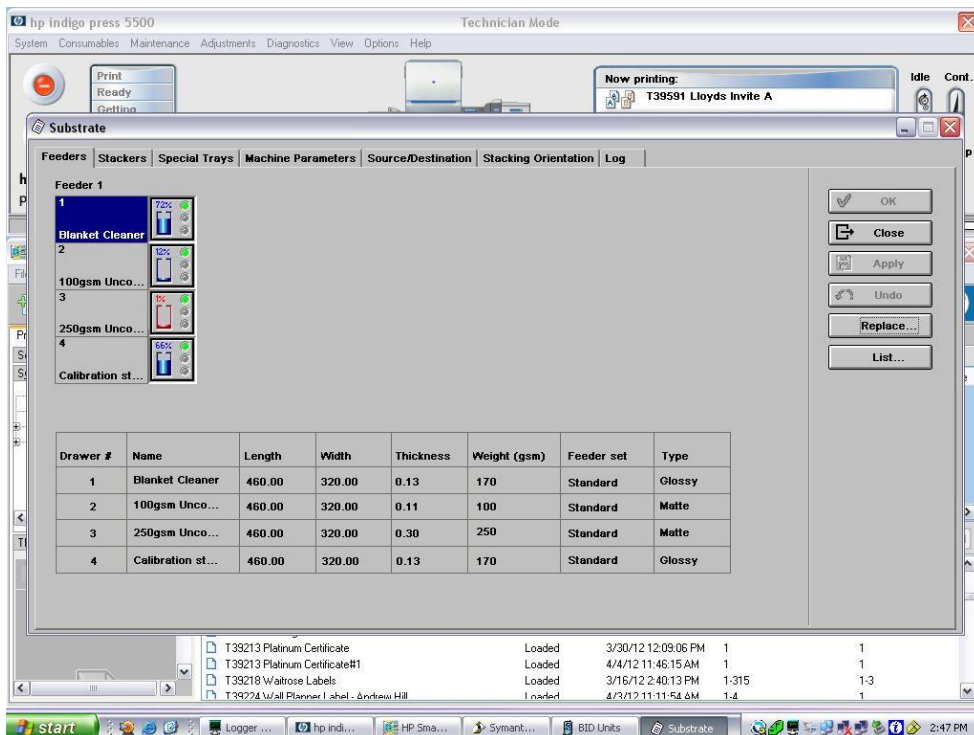 hp indigo press 5500 Technician Mode
System Consumables Maintenance Adjustments Diagnostics View Options Help
Print
Ready
Getting
Now printing:
T39591 Lloyds Invite A
Idle Cont.
Substrate
Feeders Stackers Special Trays Machine Parameters Source/Destination Stacking Orientation Log
Feeder 1
1 72%
Blanket Cleaner
2 12%
100gsm Unco...
3 1%
250gsm Unco...
4 66%
Calibration st...
OK
Close
Apply
Undo
Replace...
List...
Drawer # Name Length Width Thickness Weight (gsm) Feeder set Type
1 Blanket Cleaner 460.00 320.00 0.13 170 Standard Glossy
2 100gsm Unco... 460.00 320.00 0.11 100 Standard Matte
3 250gsm Unco... 460.00 320.00 0.30 250 Standard Matte
4 Calibration st... 460.00 320.00 0.13 170 Standard Glossy
T39213 Platinum Certificate Loaded 3/30/12 12:09:06 PM 1 1
T39213 Platinum Certificate#1 Loaded 4/4/12 11:46:15 AM 1 1
T39218 Waitrose Labels Loaded 3/16/12 2:40:13 PM 1-315 1-3
T39224 Wall Planner Label - Andrew Hill Loaded 4/3/12 11:11:54 AM 1-4 1
start Logger ... hp indi... HP Sma... Symant... BID Units Substrate 2:47 PM